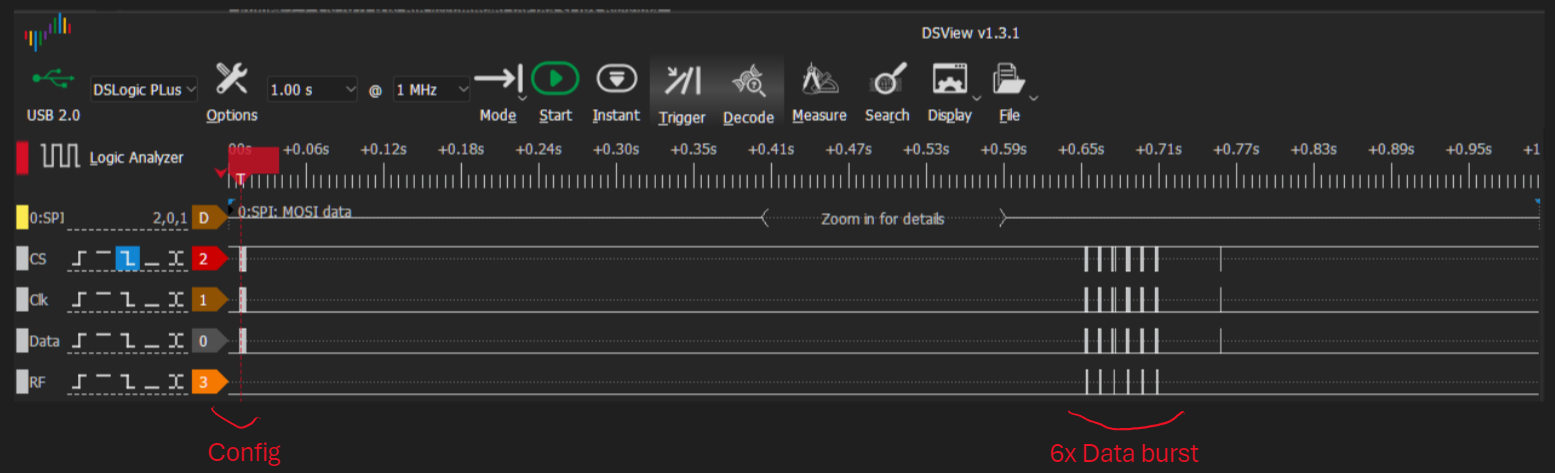 DSView v1.3.1
DSLogic PLus 1.00 s @ 1 MHz
USB 2.0 Options Mode Start Instant Trigger Decode Measure Search Display File
Logic Analyzer 00s +0.06s +0.12s +0.18s +0.24s +0.30s +0.35s +0.41s +0.47s +0.53s +0.59s +0.65s +0.71s +0.77s +0.83s +0.89s +0.95s +1
T
0:SPI 2,0,1 D 0:SPI: MOSI data Zoom in for details
CS 2
Clk 1
Data 0
RF 3
Config 6x Data burst